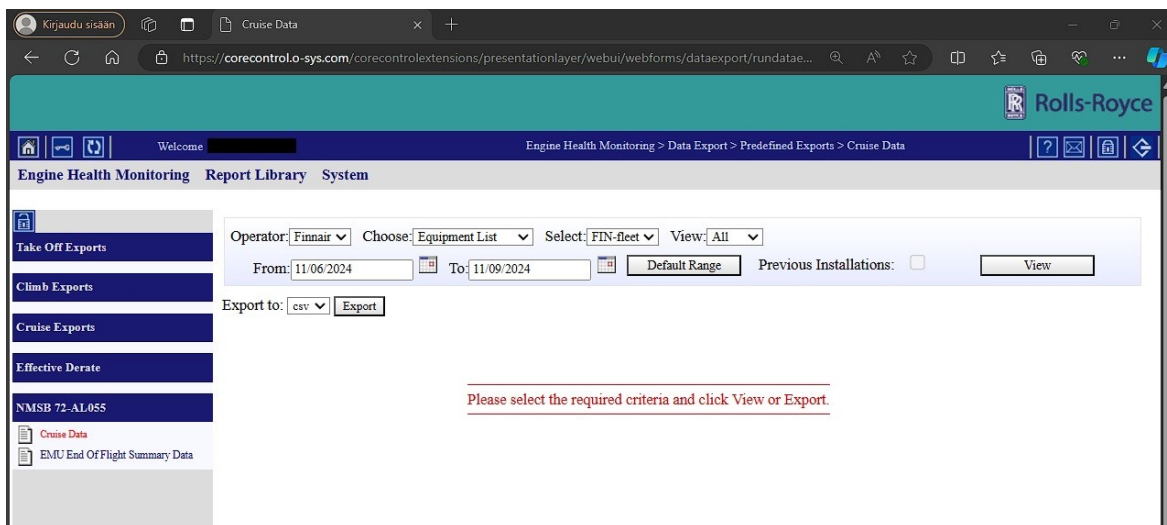 Kirjaudu sisään
Cruise Data
https://corecontrol.o-sys.com/corecontrolextensions/presentationlayer/webui/webforms/dataexport/rundatae...
Rolls-Royce
Welcome
Engine Health Monitoring > Data Export > Predefined Exports > Cruise Data
Engine Health Monitoring Report Library System
Take Off Exports
Climb Exports
Cruise Exports
Effective Derate
NMSB 72-AL055
Cruise Data
EMU End Of Flight Summary Data
Operator: Finnair Choose: Equipment List Select: FIN-fleet View: All
From: 11/06/2024 To: 11/09/2024 Default Range Previous Installations: View
Export to: csv Export
Please select the required criteria and click View or Export.